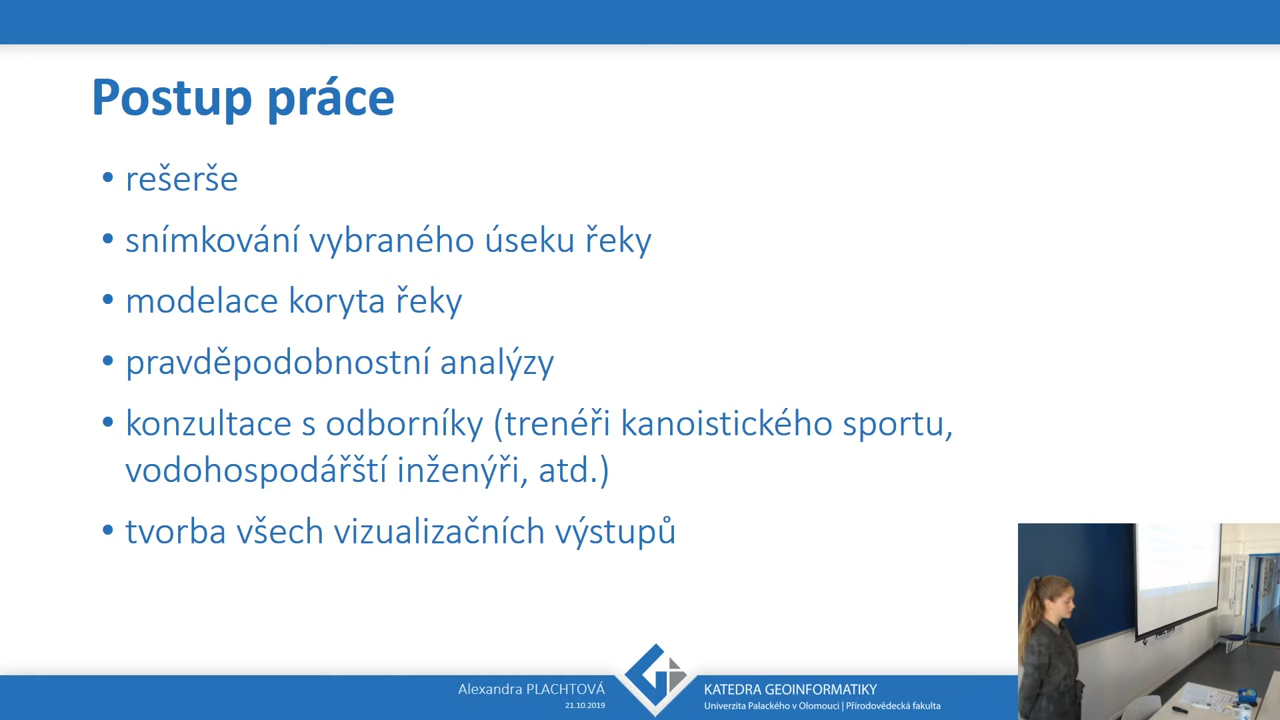 Postup práce
• rešerše
• snímkování vybraného úseku řeky
• modelace koryta řeky
• pravděpodobnostní analýzy
• konzultace s odborníky (trenéři kanoistického sportu,
vodohospodářští inženýři, atd.)
• tvorba všech vizualizačních výstupů
Alexandra PLACHTOVÁ
21.10.2019
KATEDRA GEOINFORMATIKY
Univerzita Palackého v Olomouci | Přírodovědecká fakulta